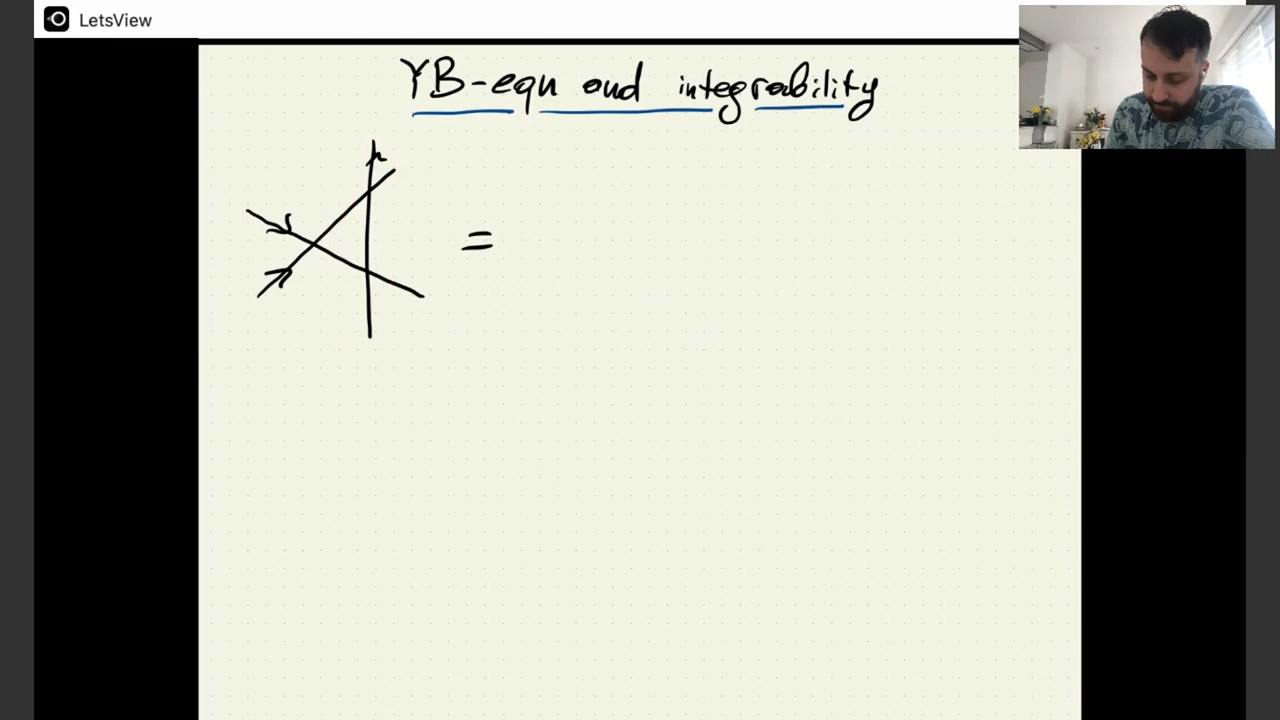 LetsView
YB-eqn and integrability
=